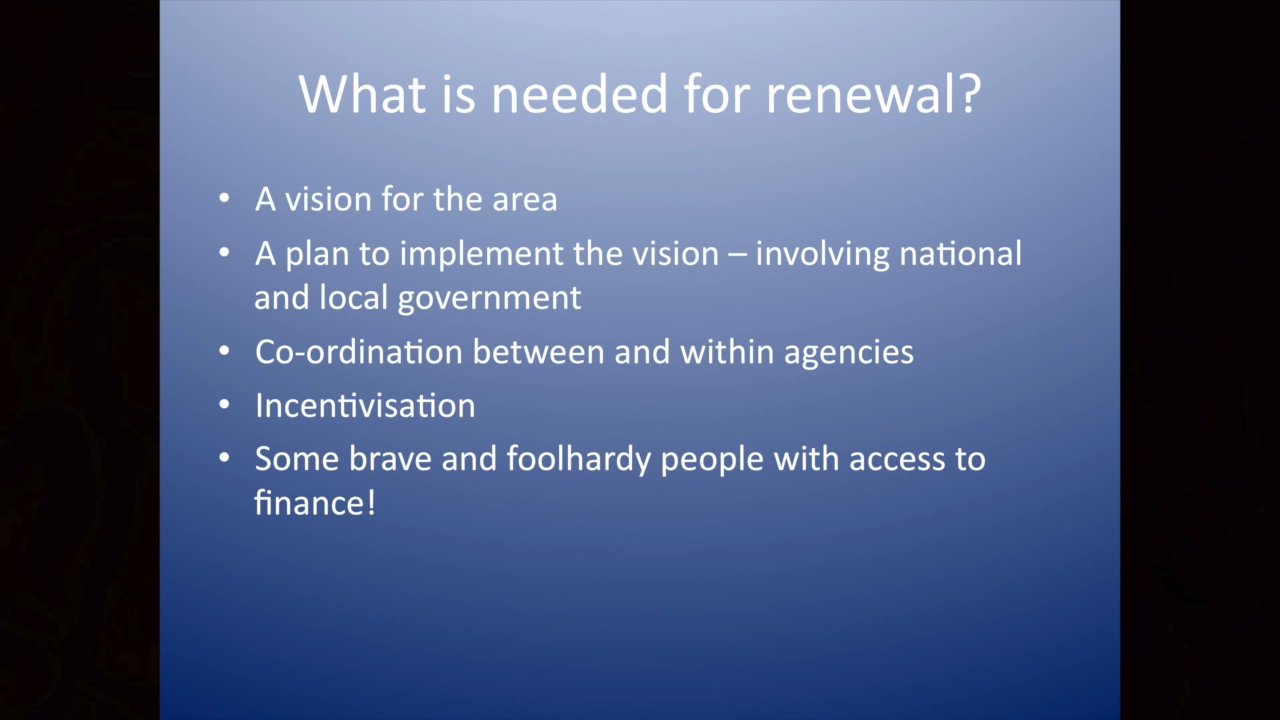 What is needed for renewal?
• A vision for the area
• A plan to implement the vision – involving national
and local government
• Co-ordination between and within agencies
• Incentivisation
• Some brave and foolhardy people with access to
finance!